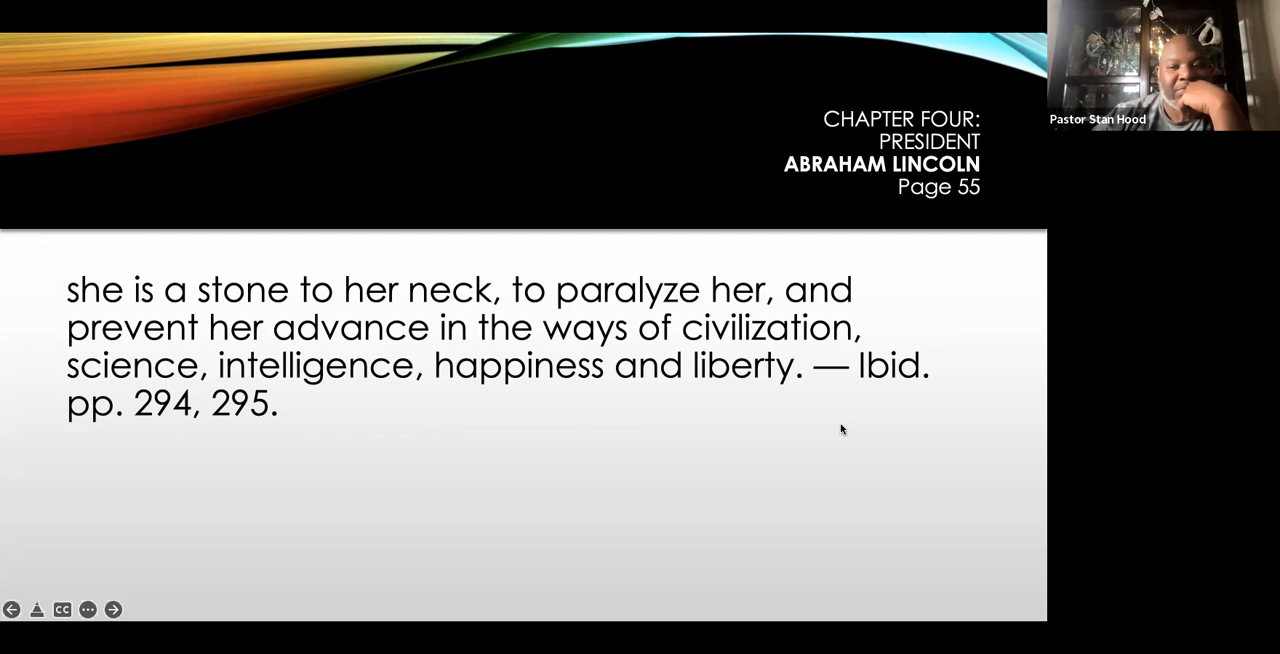 CHAPTER FOUR:
PRESIDENT
ABRAHAM LINCOLN
Page 55
Pastor Stan Hood
she is a stone to her neck, to paralyze her, and
prevent her advance in the ways of civilization,
science, intelligence, happiness and liberty. — Ibid.
pp. 294, 295.
CC